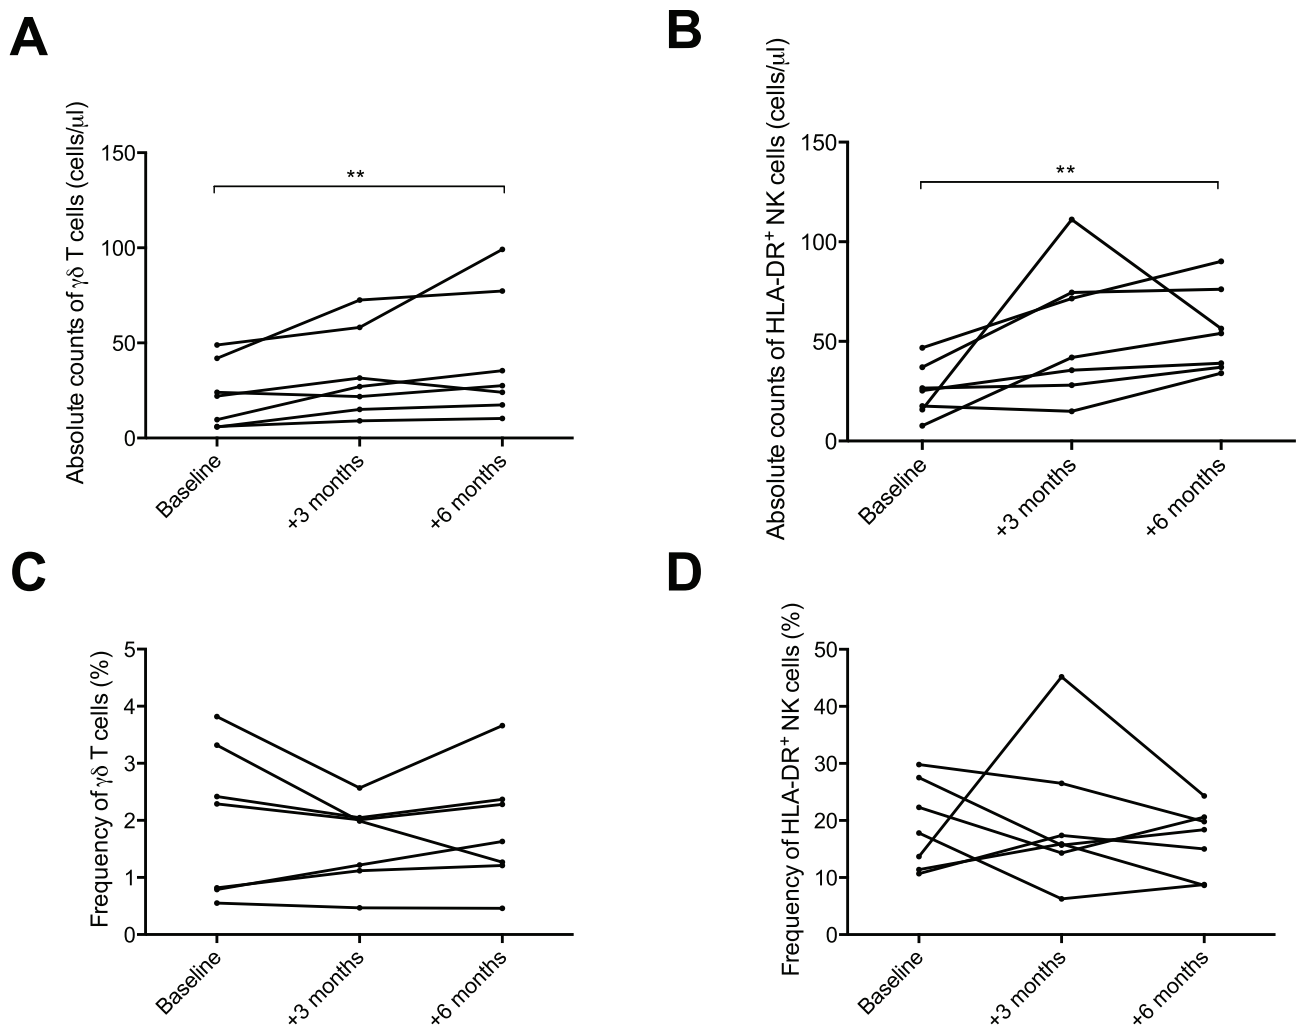 A
Absolute counts of γδ T cells (cells/μl)
150
100
50
0
**
Baseline
+3 months
+6 months
B
Absolute counts of HLA-DR⁺ NK cells (cells/μl)
150
100
50
0
**
Baseline
+3 months
+6 months
C
Frequency of γδ T cells (%)
5
4
3
2
1
0
Baseline
+3 months
+6 months
D
Frequency of HLA-DR⁺ NK cells (%)
50
40
30
20
10
0
Baseline
+3 months
+6 months